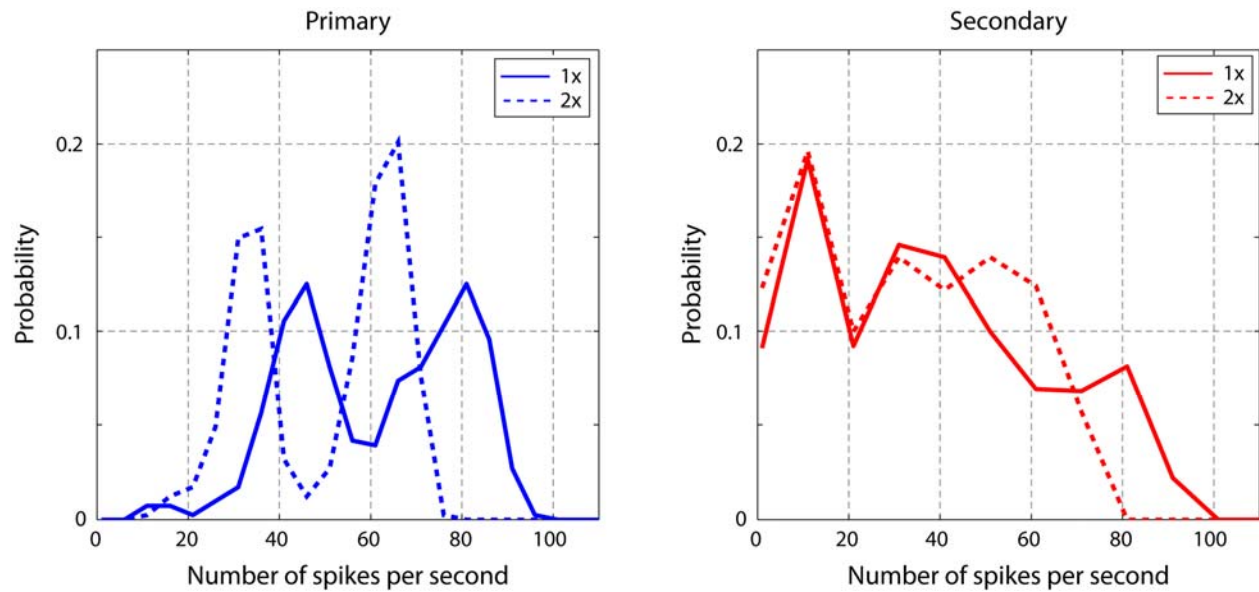 Primary
1x
2x
0.2
0.1
0
Probability
0 20 40 60 80 100
Number of spikes per second
Secondary
1x
2x
0.2
0.1
0
Probability
0 20 40 60 80 100
Number of spikes per second